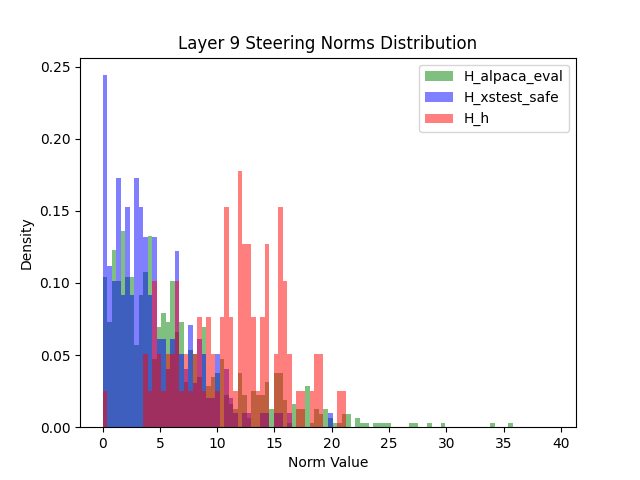 Layer 9 Steering Norms Distribution
H_alpaca_eval
H_xstest_safe
H_h
Density
0.25
0.20
0.15
0.10
0.05
0.00
0 5 10 15 20 25 30 35 40
Norm Value